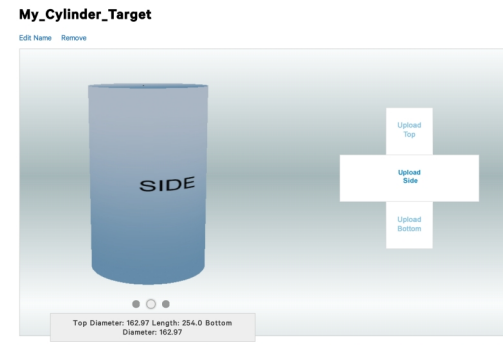 My_Cylinder_Target
Edit Name Remove
Upload
Top
SIDE
Upload
Side
Upload
Bottom
Top Diameter: 162.97 Length: 254.0 Bottom
Diameter: 162.97